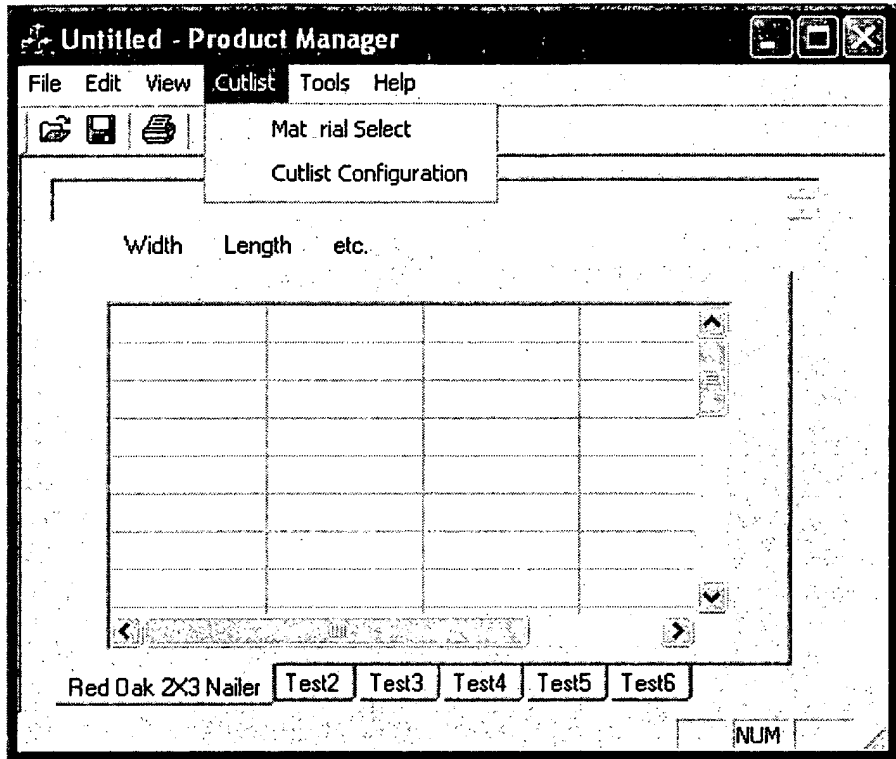 Untitled - Product Manager
File Edit View Cutlist Tools Help
Mat rial Select
Cutlist Configuration
Width Length etc.
Red Oak 2X3 Nailer Test2 Test3 Test4 Test5 Test6
NUM